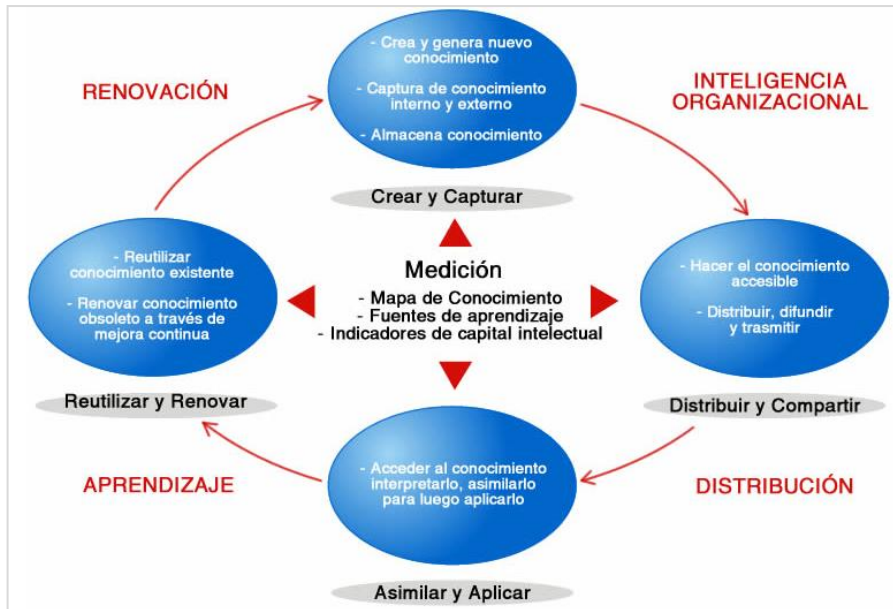 - Crea y genera nuevo
conocimiento
- Captura de conocimiento
interno y externo
- Almacena conocimiento
RENOVACIÓN
INTELIGENCIA
ORGANIZACIONAL
Crear y Capturar
- Reutilizar
conocimiento existente
- Renovar conocimiento
obsoleto a través de
mejora continua
Medición
- Mapa de Conocimiento
- Fuentes de aprendizaje
- Indicadores de capital intelectual
- Hacer el conocimiento
accesible
- Distribuir, difundir
y trasmitir
Reutilizar y Renovar
Distribuir y Compartir
APRENDIZAJE
- Acceder al conocimiento
interpretarlo, asimilarlo
para luego aplicarlo
DISTRIBUCIÓN
Asimilar y Aplicar